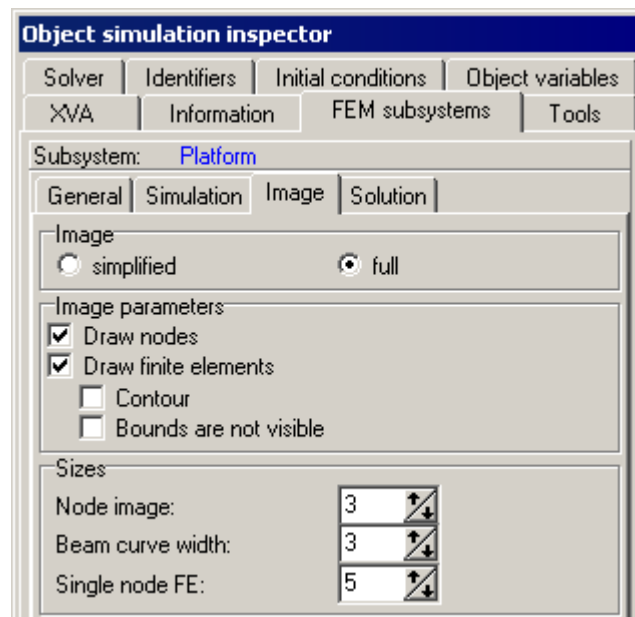 Object simulation inspector
Solver Identifiers Initial conditions Object variables
XVA Information FEM subsystems Tools
Subsystem: Platform
General Simulation Image Solution
Image
simplified full
Image parameters
Draw nodes
Draw finite elements
Contour
Bounds are not visible
Sizes
Node image: 3
Beam curve width: 3
Single node FE: 5